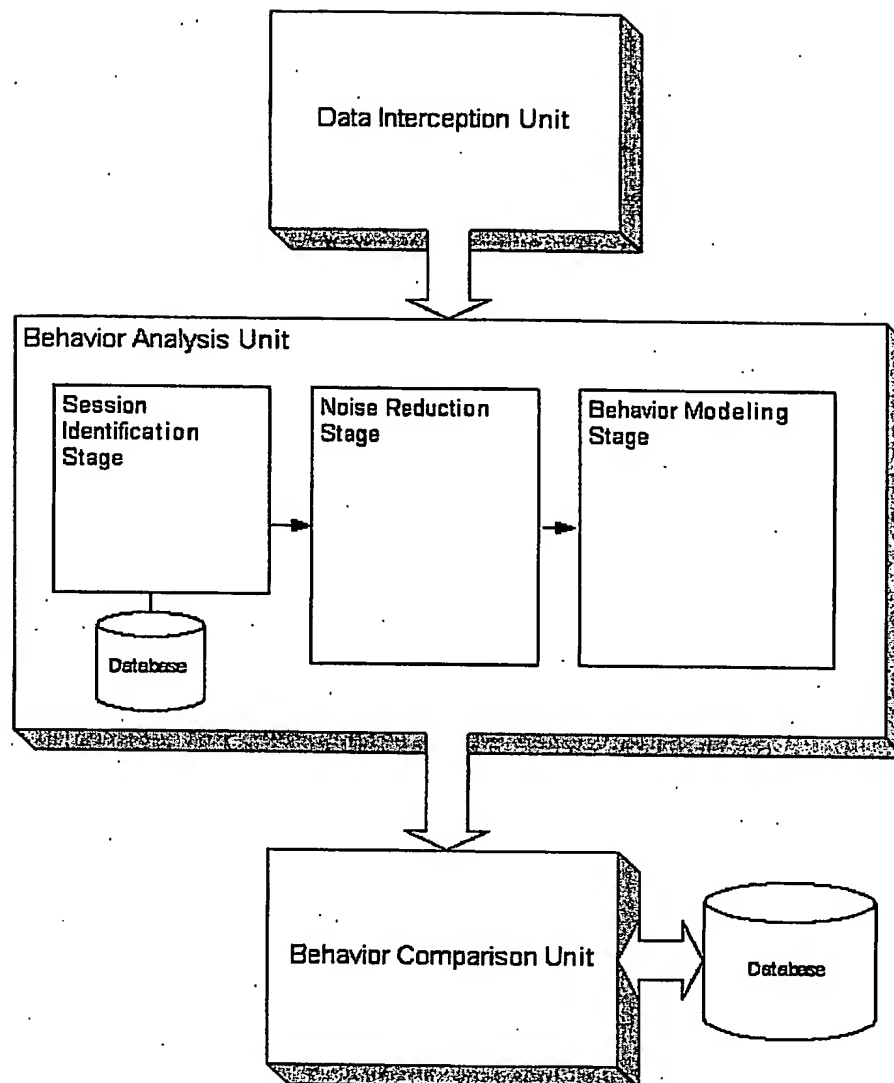 Data Interception Unit
Behavior Analysis Unit
Session
Identification
Stage
Noise Reduction
Stage
Behavior Modeling
Stage
Database
Behavior Comparison Unit
Database